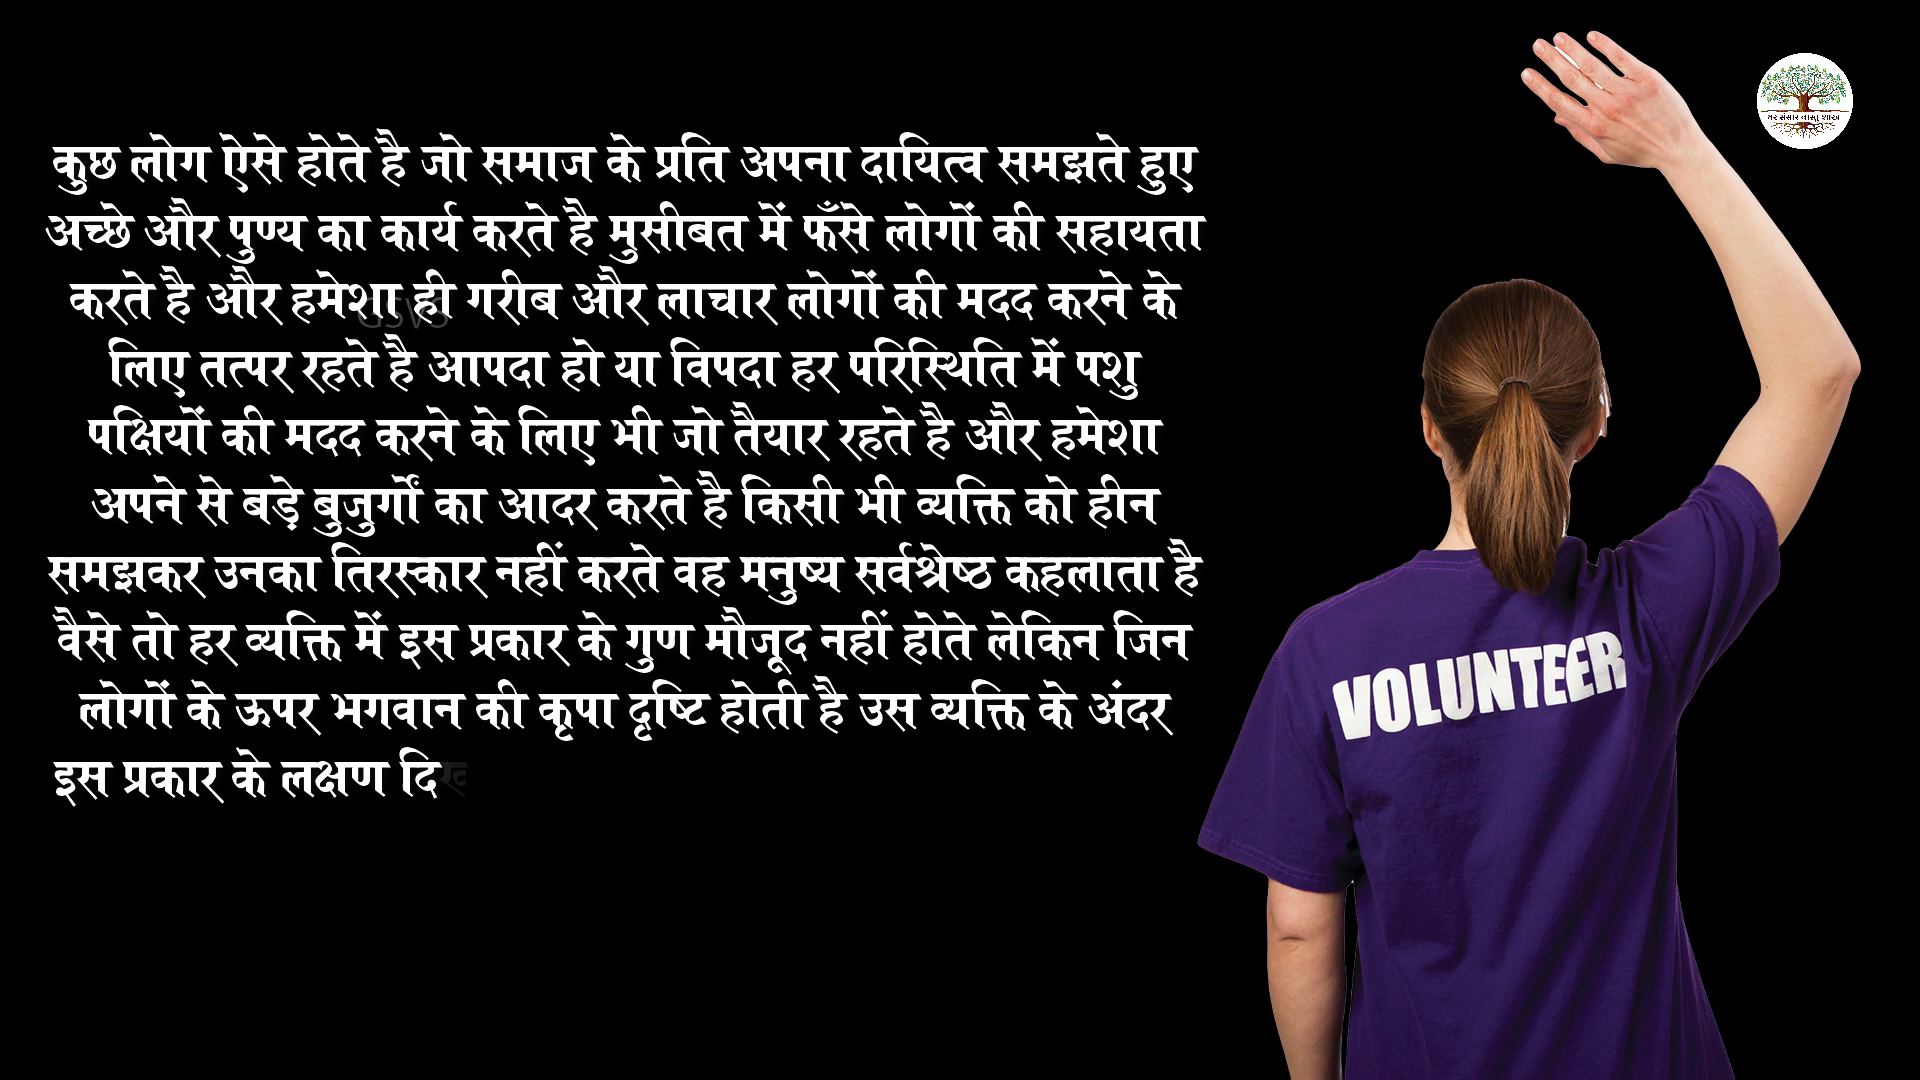 कुछ लोग ऐसे होते है जो समाज के प्रति अपना दायित्व समझते हुए
अच्छे और पुण्य का कार्य करते है मुसीबत में फँसे लोगों की सहायता
करते है और हमेशा ही गरीब और लाचार लोगों की मदद करने के
लिए तत्पर रहते है आपदा हो या विपदा हर परिस्थिति में पशु
पक्षियों की मदद करने के लिए भी जो तैयार रहते है और हमेशा
अपने से बड़े बुजुर्गों का आदर करते है किसी भी व्यक्ति को हीन
समझकर उनका तिरस्कार नहीं करते वह मनुष्य सर्वश्रेष्ठ कहलाता है
वैसे तो हर व्यक्ति में इस प्रकार के गुण मौजूद नहीं होते लेकिन जिन
लोगों के ऊपर भगवान की कृपा दृष्टि होती है उस व्यक्ति के अंदर
इस प्रकार के लक्षण दिख
GSVS
घर संसार वास्तु शास्त्र
VOLUNTEER